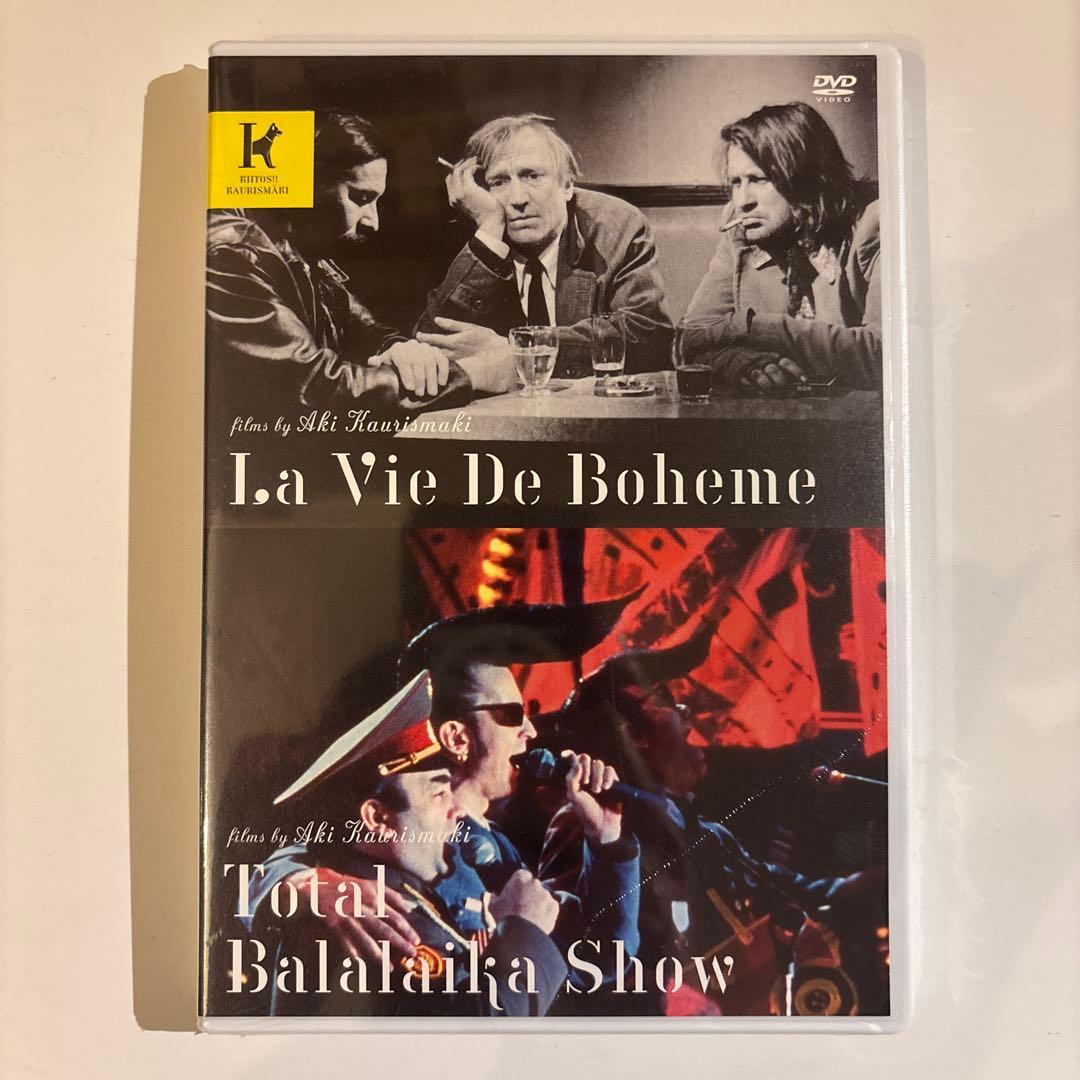 DVD
VIDEO
K
KIITOS!!
KAURISMÄKI
films by Aki Kaurismaki
La Vie De Boheme
films by Aki Kaurismaki
Total
Balalaika Show